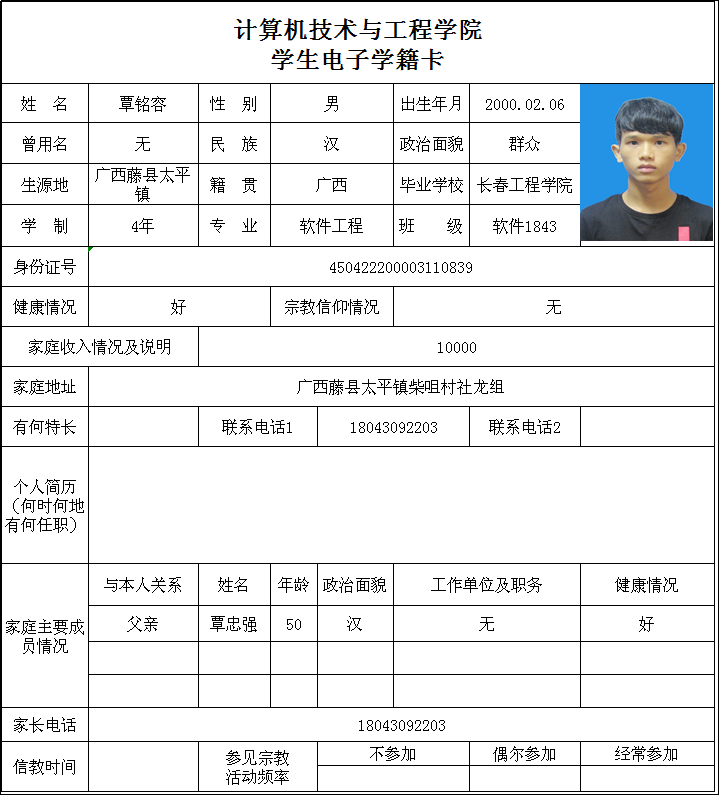 计算机技术与工程学院
学生电子学籍卡
姓 名 覃铭容 性 别 男 出生年月 2000.02.06
曾用名 无 民 族 汉 政治面貌 群众
生源地 广西藤县太平镇 籍 贯 广西 毕业学校 长春工程学院
学 制 4年 专 业 软件工程 班 级 软件1843
身份证号 450422200003110839
健康情况 好 宗教信仰情况 无
家庭收入情况及说明 10000
家庭地址 广西藤县太平镇柴咀村社龙组
有何特长 联系电话1 18043092203 联系电话2
个人简历
（何时何地
有何任职）
家庭主要成员情况
与本人关系 姓名 年龄 政治面貌 工作单位及职务 健康情况
父亲 覃忠强 50 汉 无 好
家长电话 18043092203
信教时间 参见宗教活动频率 不参加 偶尔参加 经常参加